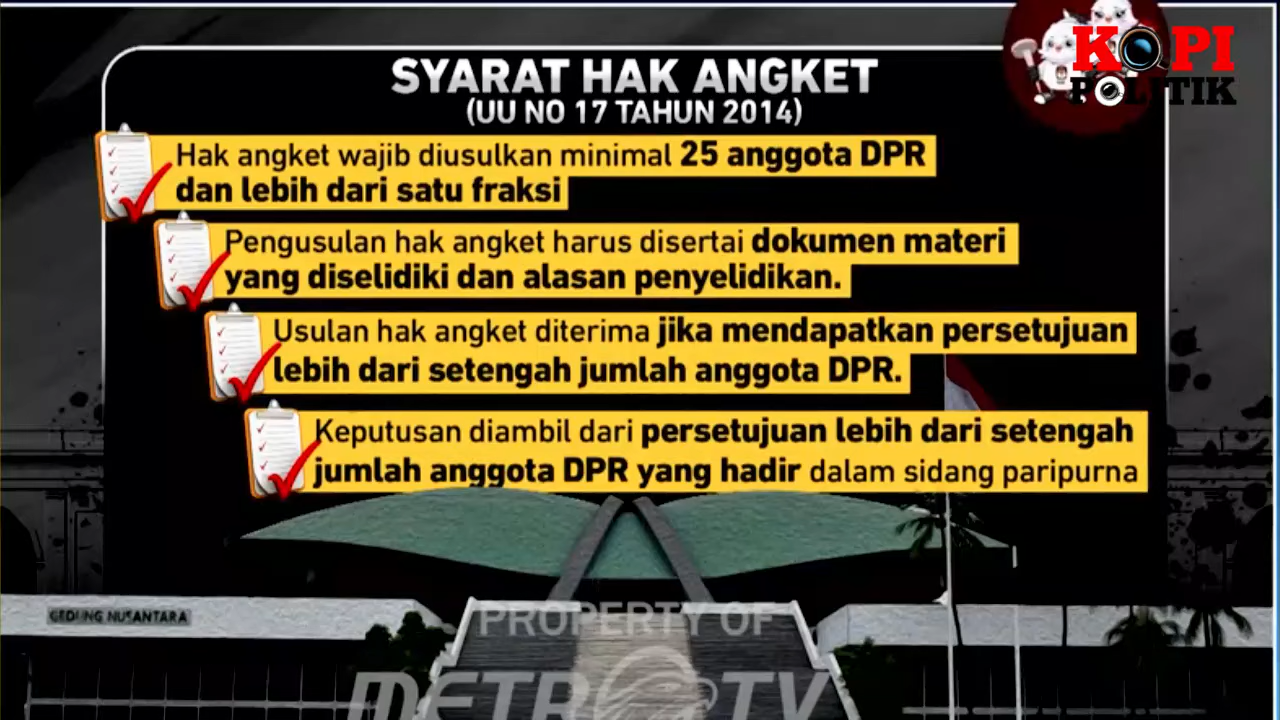 KOPI
POLITIK
SYARAT HAK ANGKET
(UU NO 17 TAHUN 2014)
Hak angket wajib diusulkan minimal 25 anggota DPR
dan lebih dari satu fraksi
Pengusulan hak angket harus disertai dokumen materi
yang diselidiki dan alasan penyelidikan.
Usulan hak angket diterima jika mendapatkan persetujuan
lebih dari setengah jumlah anggota DPR.
Keputusan diambil dari persetujuan lebih dari setengah
jumlah anggota DPR yang hadir dalam sidang paripurna
GEDUNG NUSANTARA
PROPERTY OF
METRO TV